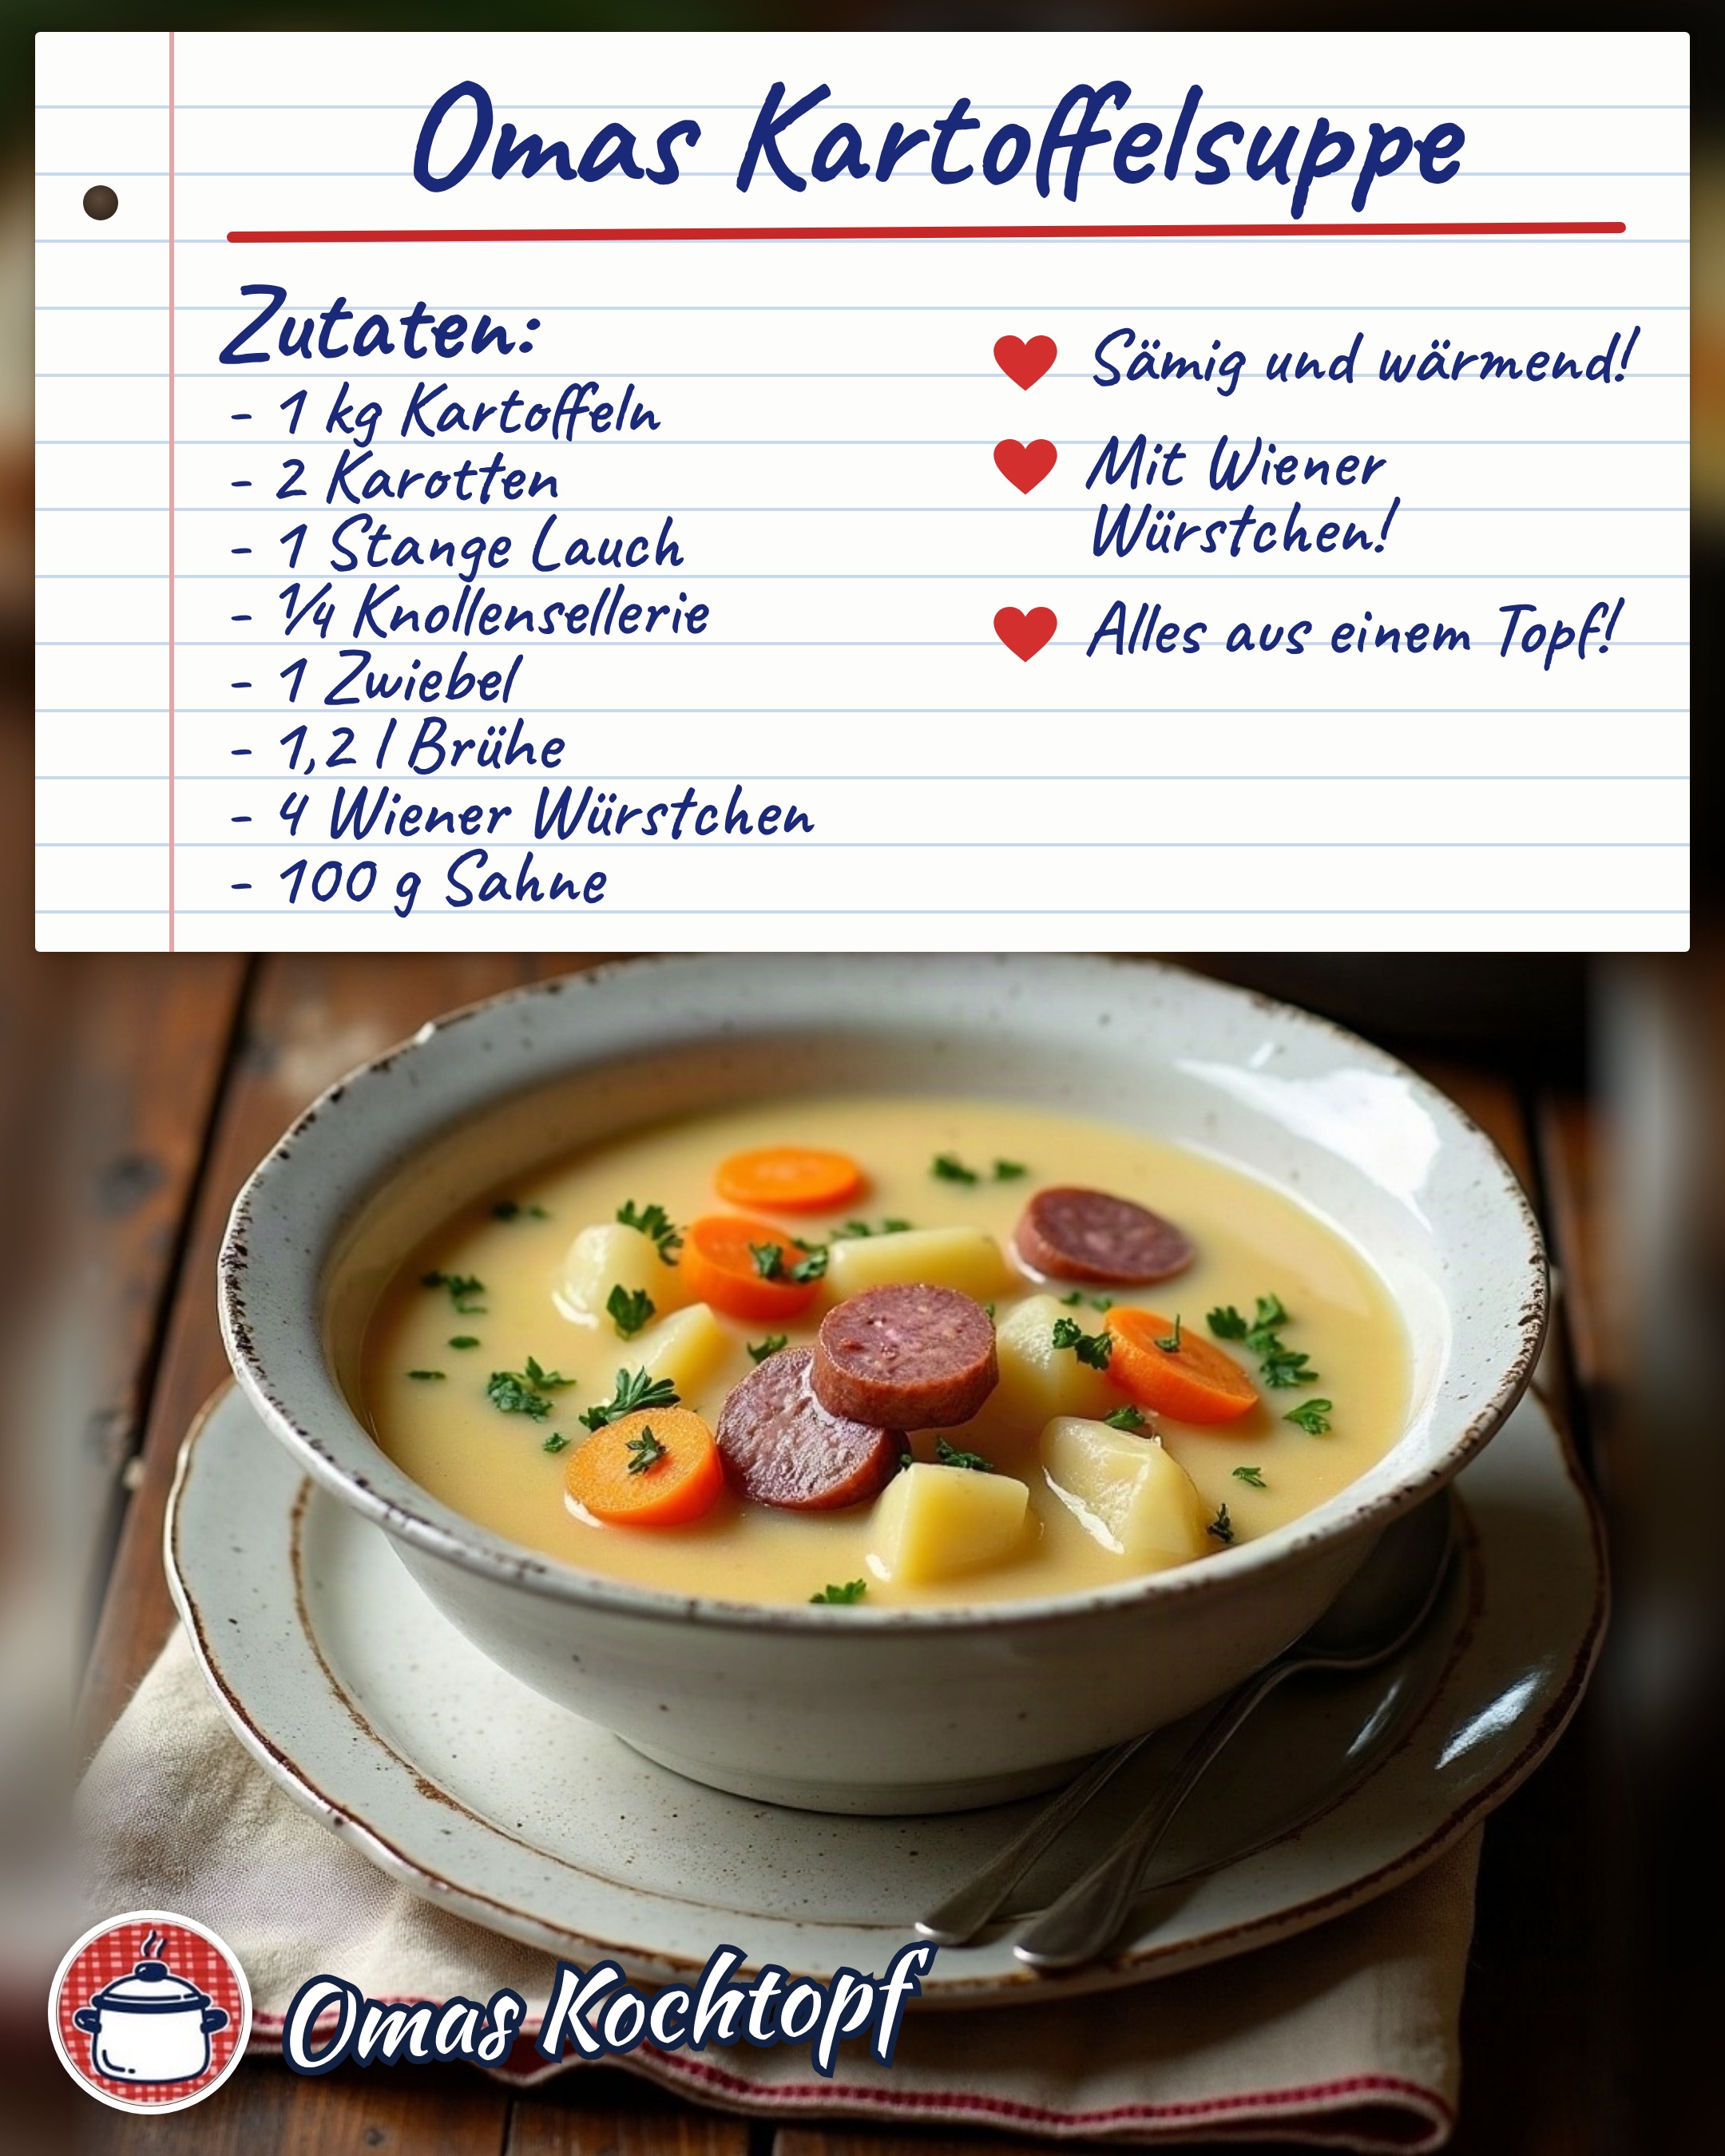 Omas Kartoffelsuppe
Zutaten:
- 1 kg Kartoffeln
- 2 Karotten
- 1 Stange Lauch
- ¼ Knollensellerie
- 1 Zwiebel
- 1,2 l Brühe
- 4 Wiener Würstchen
- 100 g Sahne
Sämig und wärmend!
Mit Wiener
Würstchen!
Alles aus einem Topf!
Omas Kochtopf